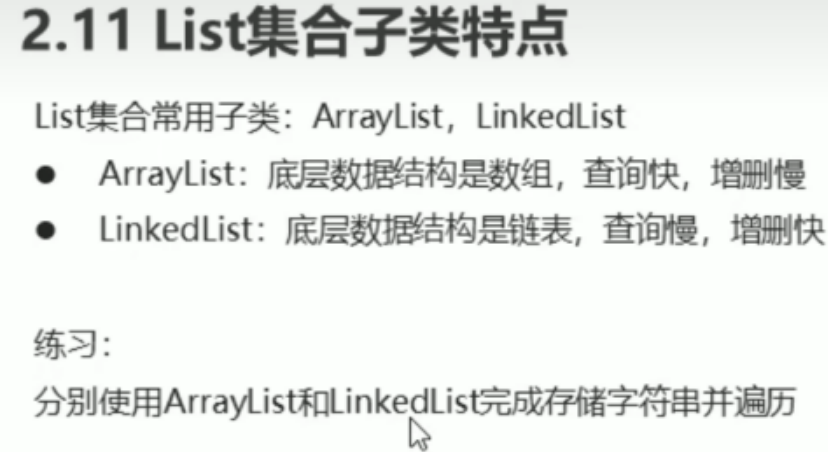 2.11 List集合子类特点
List集合常用子类：ArrayList，LinkedList
● ArrayList：底层数据结构是数组，查询快，增删慢
● LinkedList：底层数据结构是链表，查询慢，增删快
练习：
分别使用ArrayList和LinkedList完成存储字符串并遍历